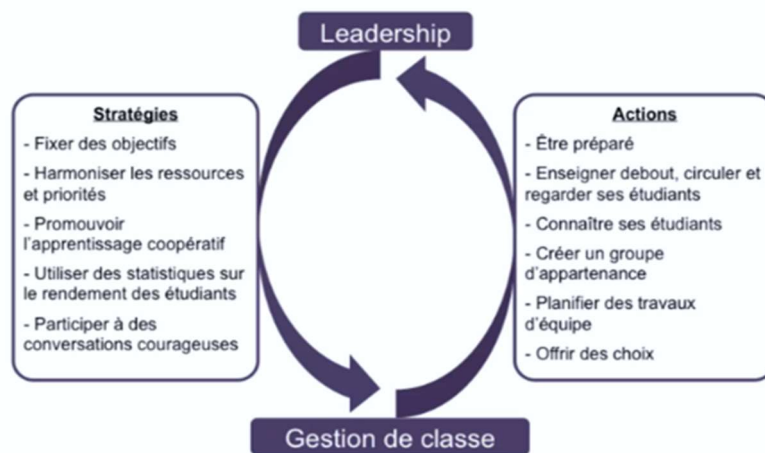 Leadership
Stratégies
- Fixer des objectifs
- Harmoniser les ressources
et priorités
- Promouvoir
l'apprentissage coopératif
- Utiliser des statistiques sur
le rendement des étudiants
- Participer à des
conversations courageuses
Actions
- Être préparé
- Enseigner debout, circuler et
regarder ses étudiants
- Connaître ses étudiants
- Créer un groupe
d'appartenance
- Planifier des travaux
d'équipe
- Offrir des choix
Gestion de classe